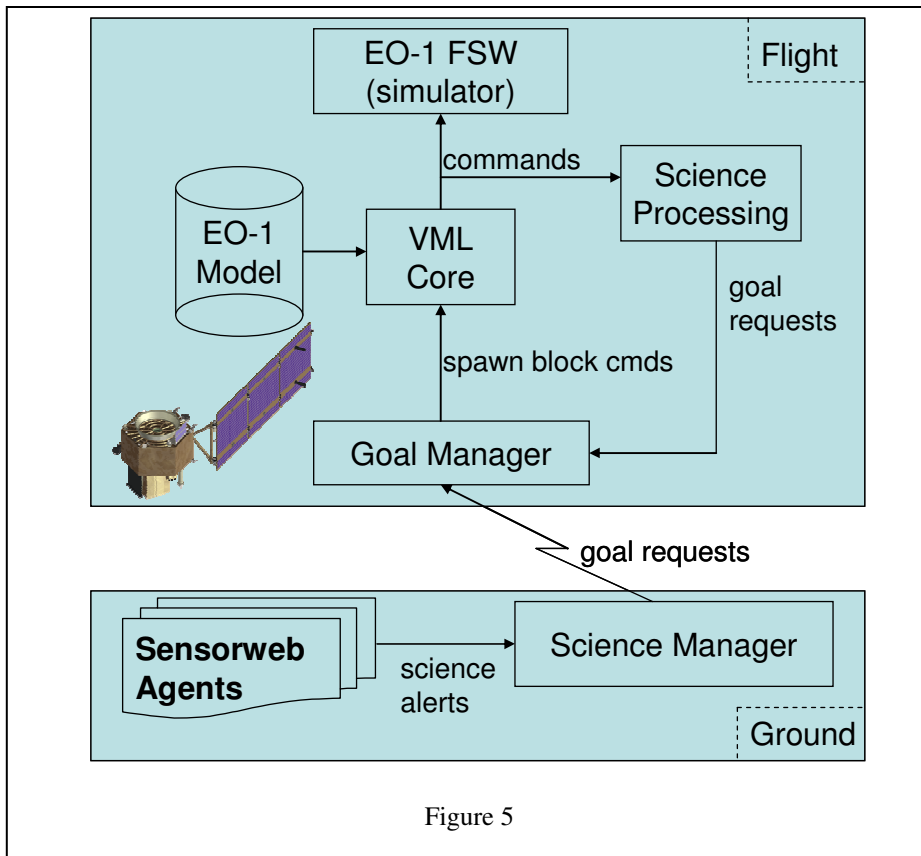 EO-1 FSW
(simulator)
Flight
commands
Science
Processing
EO-1
Model
VML
Core
goal
requests
spawn block cmds
Goal Manager
goal requests
Sensorweb
Agents
science
alerts
Science Manager
Ground
Figure 5